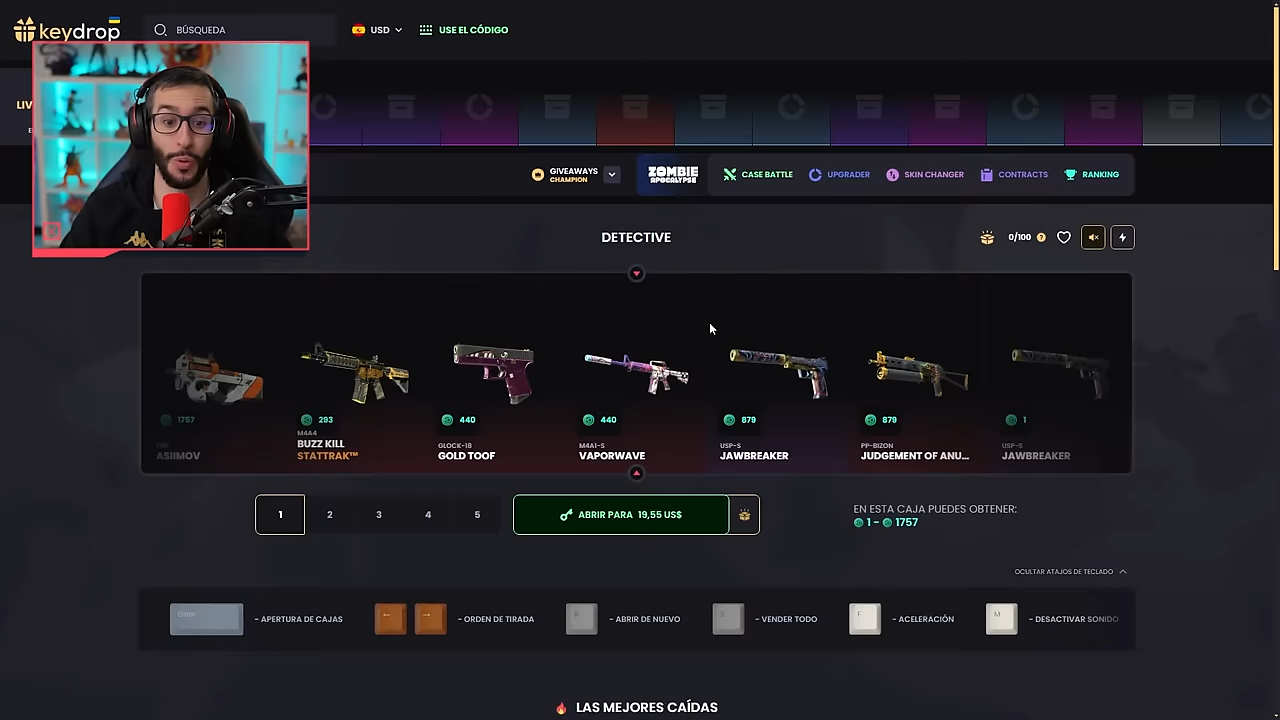 keydrop
BÚSQUEDA
USD
USE EL CÓDIGO
LIV
GIVEAWAYS
CHAMPION
ZOMBIE
APOCALYPSE
CASE BATTLE
UPGRADER
SKIN CHANGER
CONTRACTS
RANKING
DETECTIVE
0/100
1757
ASIIMOV
293
M4A4
BUZZ KILL
STATTRAK™
440
GLOCK-18
GOLD TOOF
440
M4A1-S
VAPORWAVE
879
USP-S
JAWBREAKER
879
PP-BIZON
JUDGEMENT OF ANU...
1
USP-S
JAWBREAKER
1
2
3
4
5
ABRIR PARA 19,55 US$
EN ESTA CAJA PUEDES OBTENER:
1 - 1757
OCULTAR ATAJOS DE TECLADO
- APERTURA DE CAJAS
← →
- ORDEN DE TIRADA
- ABRIR DE NUEVO
- VENDER TODO
F
- ACELERACIÓN
M
- DESACTIVAR SONIDO
LAS MEJORES CAÍDAS